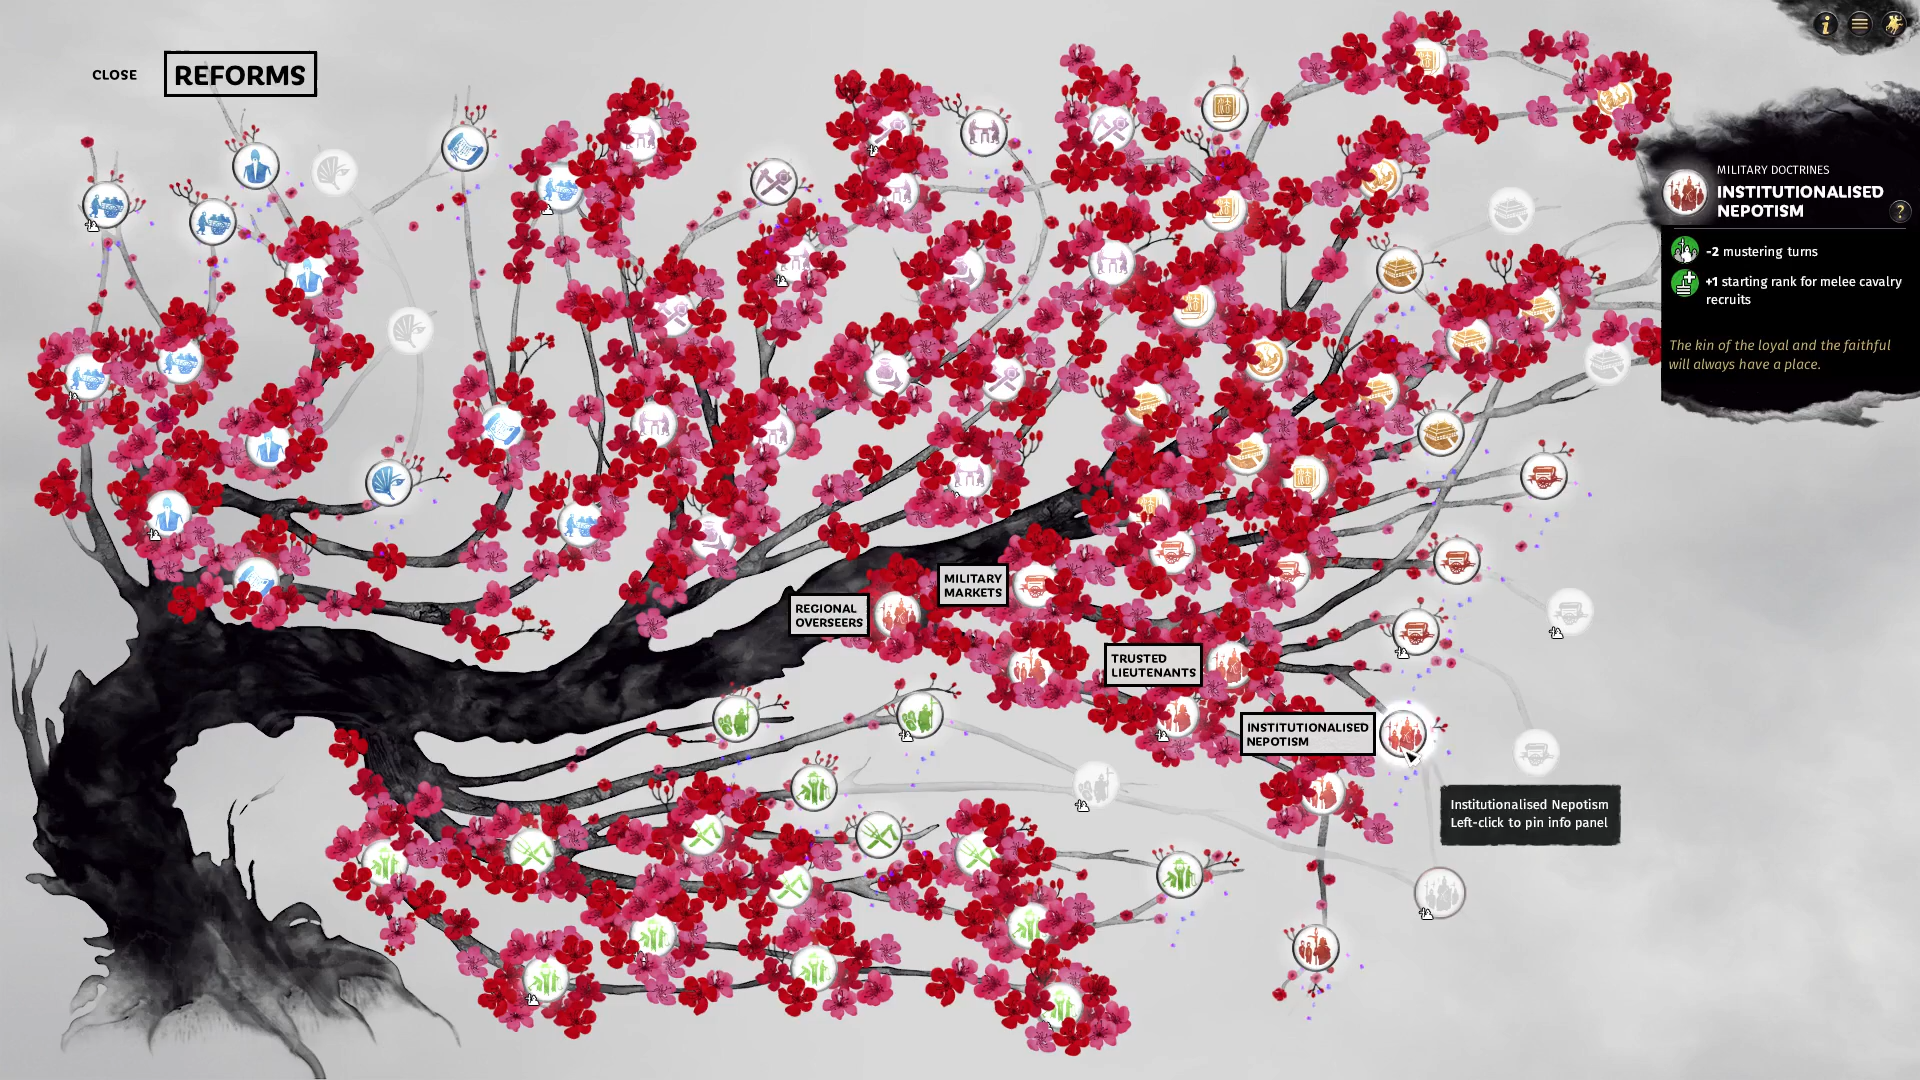 CLOSE
REFORMS
MILITARY DOCTRINES
INSTITUTIONALISED
NEPOTISM
?
-2 mustering turns
+1 starting rank for melee cavalry
recruits
The kin of the loyal and the faithful
will always have a place.
MILITARY
MARKETS
REGIONAL
OVERSEERS
TRUSTED
LIEUTENANTS
INSTITUTIONALISED
NEPOTISM
Institutionalised Nepotism
Left-click to pin info panel